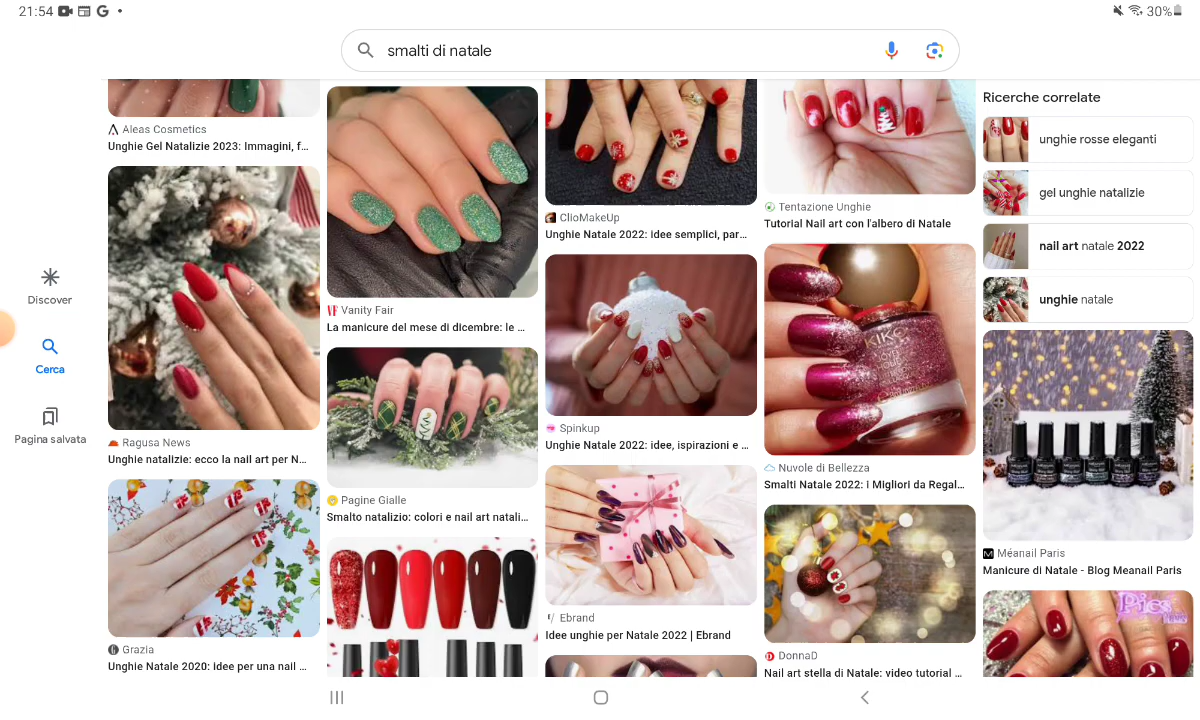 21:54
30%
smalti di natale
Discover
Cerca
Pagina salvata
Aleas Cosmetics
Unghie Gel Natalizie 2023: Immagini, f...
Ragusa News
Unghie natalizie: ecco la nail art per N...
Grazia
Unghie Natale 2020: idee per una nail ...
Vanity Fair
La manicure del mese di dicembre: le ...
Pagine Gialle
Smalto natalizio: colori e nail art natali...
ClioMakeUp
Unghie Natale 2022: idee semplici, par...
Spinkup
Unghie Natale 2022: idee, ispirazioni e ...
Ebrand
Idee unghie per Natale 2022 | Ebrand
Tentazione Unghie
Tutorial Nail art con l'albero di Natale
KIKO
Nuvole di Bellezza
Smalti Natale 2022: i Migliori da Regal...
DonnaD
Nail art stella di Natale: video tutorial ...
Ricerche correlate
unghie rosse eleganti
gel unghie natalizie
nail art natale 2022
unghie natale
Méanail Paris
Manicure di Natale - Blog Meanail Paris
Pics